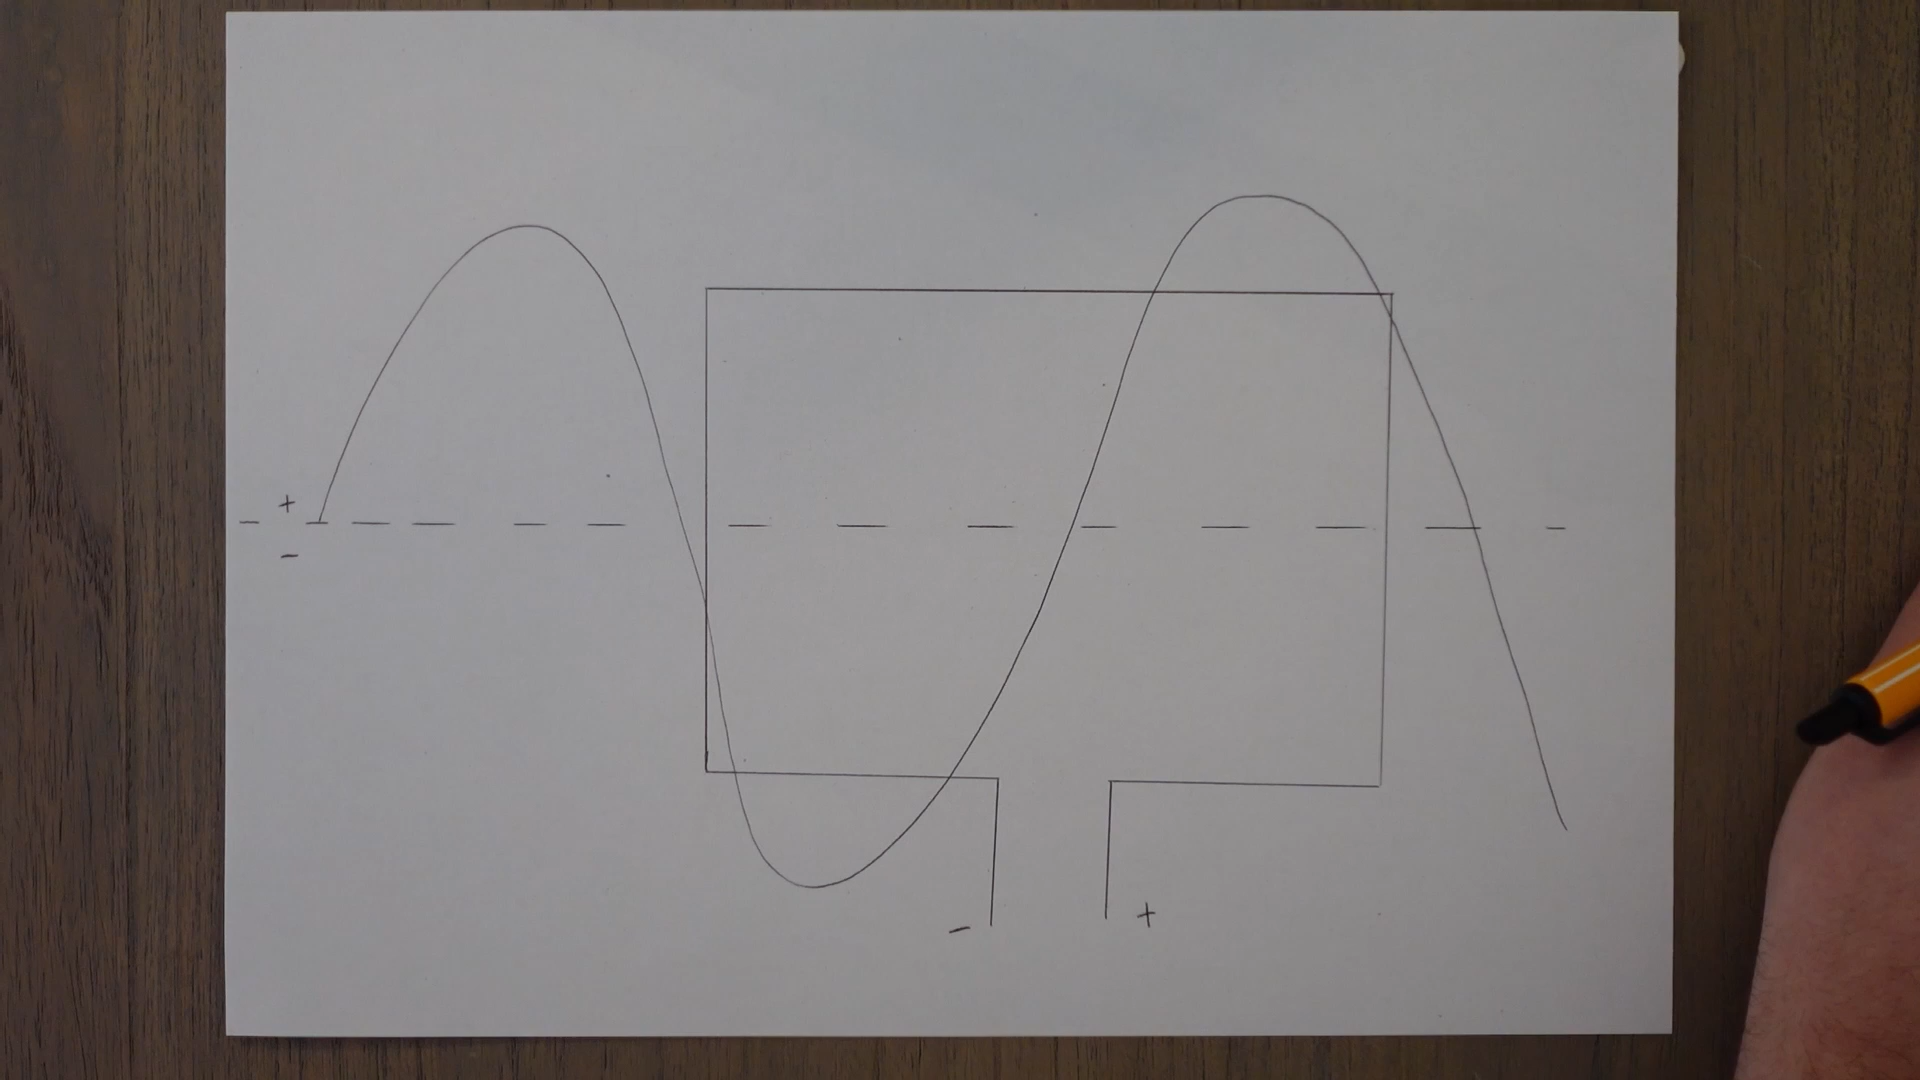 +
-
- +